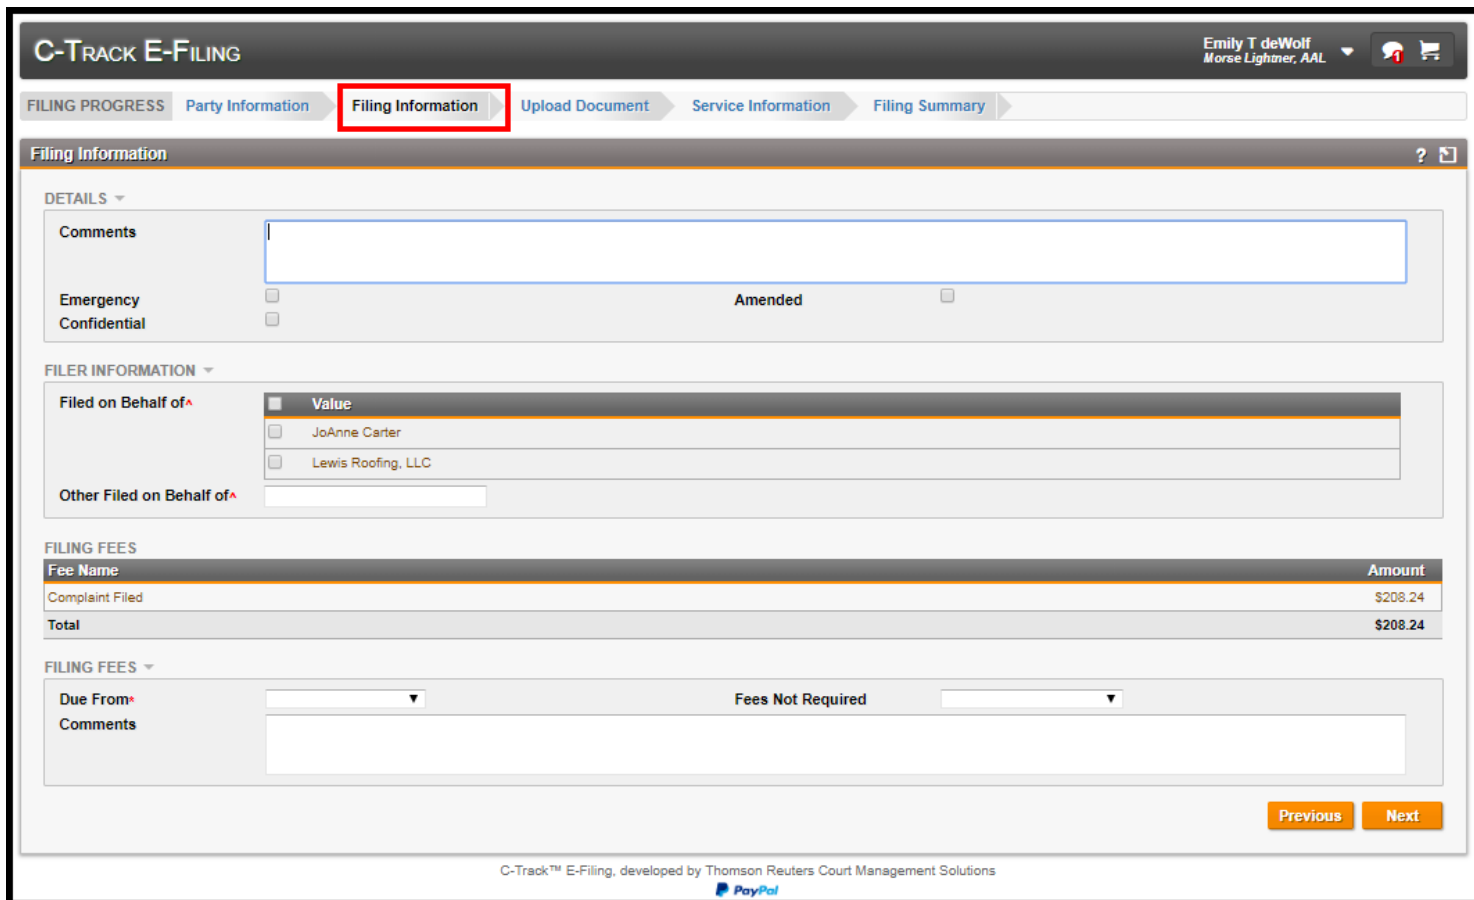 C-TRACK E-FILING
Emily T deWolf
Morse Lightner, AAL
1
FILING PROGRESS Party Information Filing Information Upload Document Service Information Filing Summary
Filing Information ?
DETAILS
Comments
Emergency Amended
Confidential
FILER INFORMATION
Filed on Behalf of^ Value
JoAnne Carter
Lewis Roofing, LLC
Other Filed on Behalf of^
FILING FEES
Fee Name Amount
Complaint Filed $208.24
Total $208.24
FILING FEES
Due From* Fees Not Required
Comments
Previous Next
C-Track™ E-Filing, developed by Thomson Reuters Court Management Solutions
PayPal